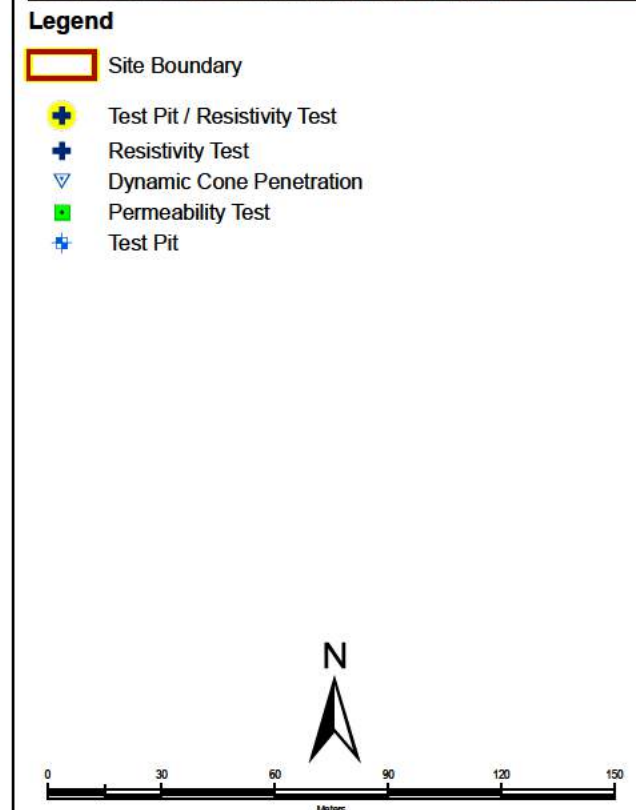 Legend
Site Boundary
Test Pit / Resistivity Test
Resistivity Test
Dynamic Cone Penetration
Permeability Test
Test Pit
N
0 30 60 90 120 150
Meters